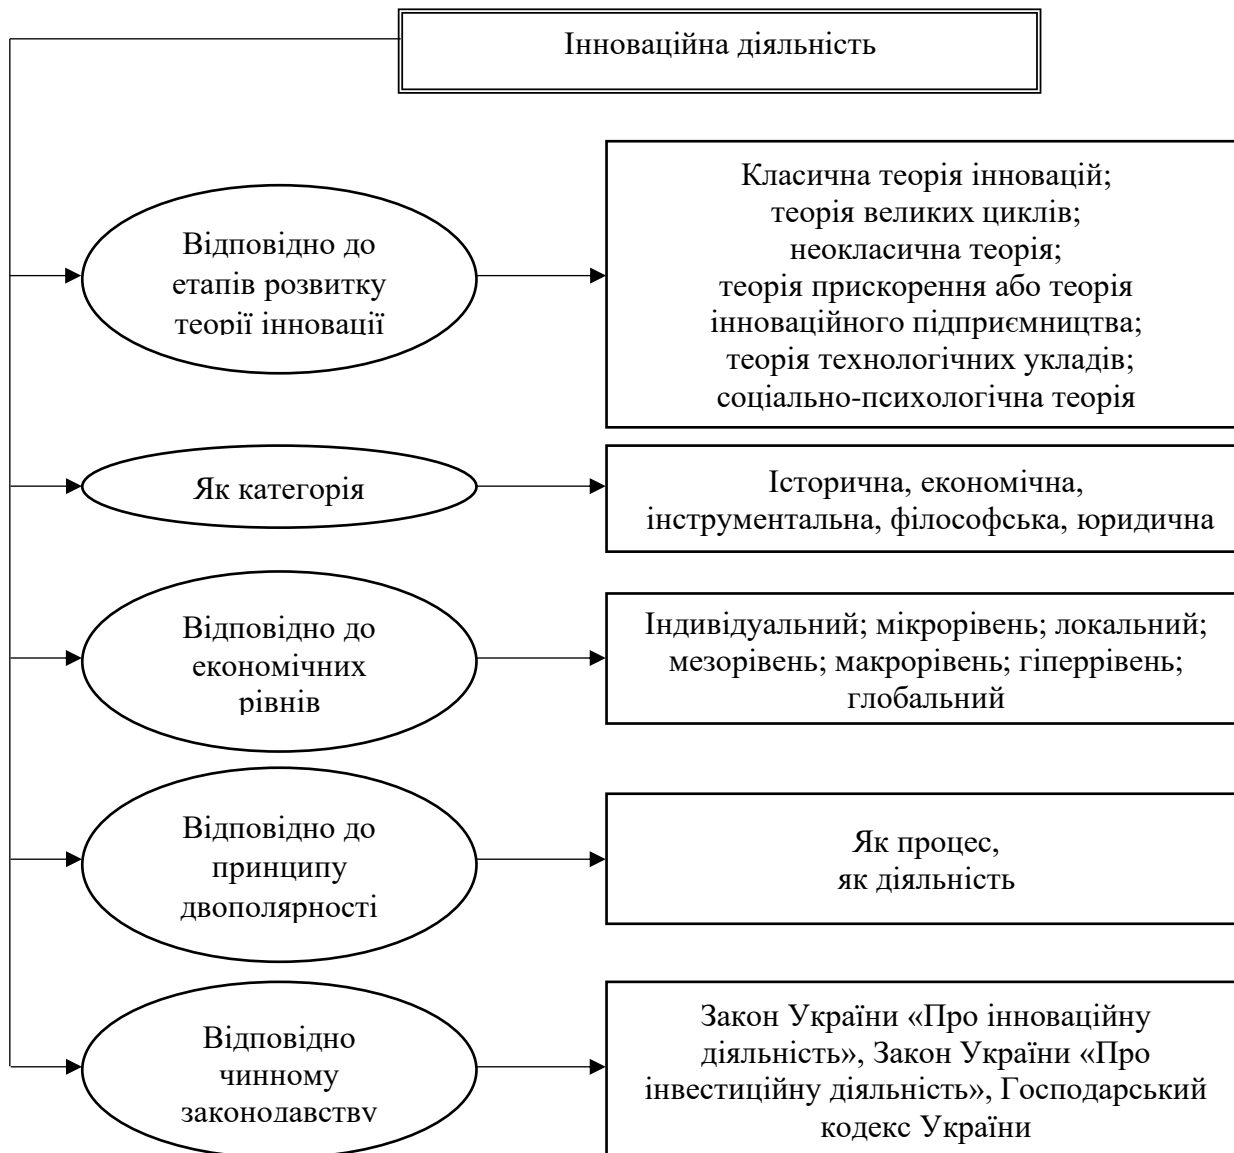 Інноваційна діяльність
Відповідно до
етапів розвитку
теорії інновації
Класична теорія інновацій;
теорія великих циклів;
неокласична теорія;
теорія прискорення або теорія
інноваційного підприємництва;
теорія технологічних укладів;
соціально-психологічна теорія
Як категорія
Історична, економічна,
інструментальна, філософська, юридична
Відповідно до
економічних
рівнів
Індивідуальний; мікрорівень; локальний;
мезорівень; макрорівень; гіперрівень;
глобальний
Відповідно до
принципу
двополярності
Як процес,
як діяльність
Відповідно
чинному
законодавству
Закон України «Про інноваційну
діяльність», Закон України «Про
інвестиційну діяльність», Господарський
кодекс України